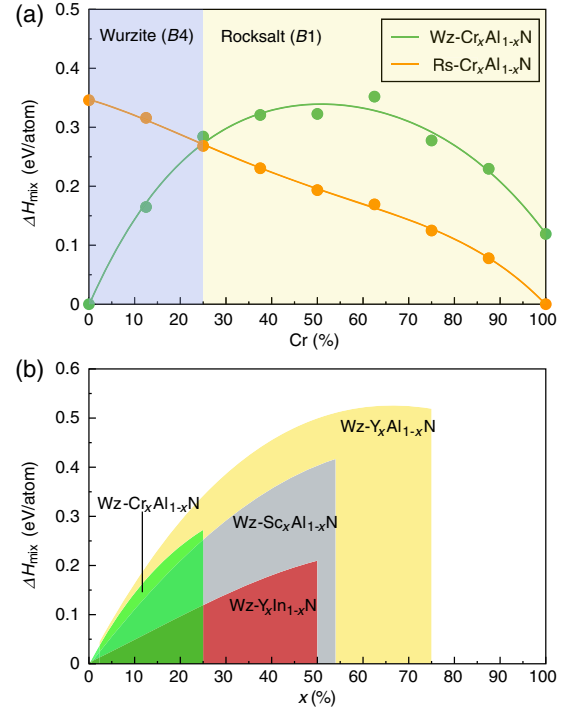 (a)
Wurzite (B4)
Rocksalt (B1)
Wz-CrₓAl₁₋ₓN
Rs-CrₓAl₁₋ₓN
ΔHₘᵢₓ (eV/atom)
0.5
0.4
0.3
0.2
0.1
0
0 10 20 30 40 50 60 70 80 90 100
Cr (%)
(b)
ΔHₘᵢₓ (eV/atom)
0.6
0.5
0.4
0.3
0.2
0.1
0
Wz-YₓAl₁₋ₓN
Wz-CrₓAl₁₋ₓN
Wz-ScₓAl₁₋ₓN
Wz-YₓIn₁₋ₓN
0 10 20 30 40 50 60 70 80 90 100
x (%)